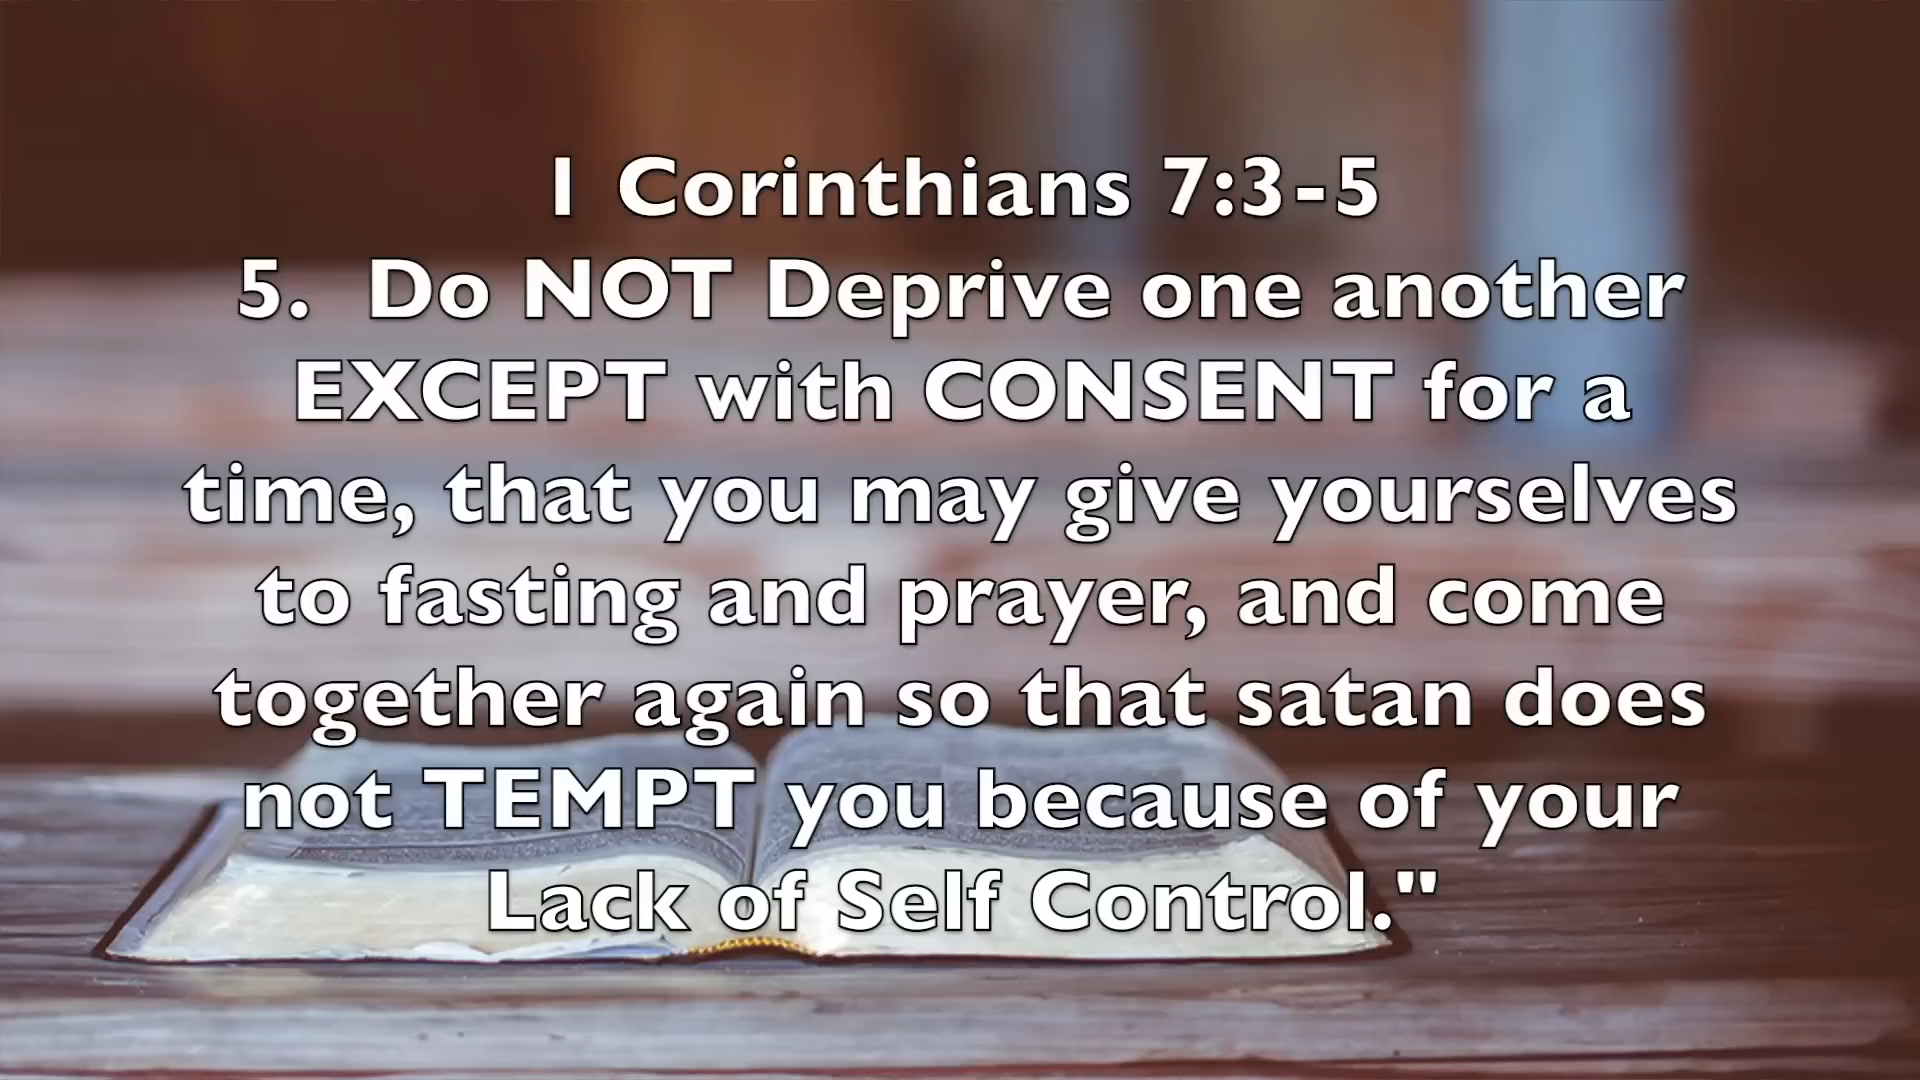 1 Corinthians 7:3-5
5.  Do NOT Deprive one another
EXCEPT with CONSENT for a
time, that you may give yourselves
to fasting and prayer, and come
together again so that satan does
not TEMPT you because of your
Lack of Self Control."